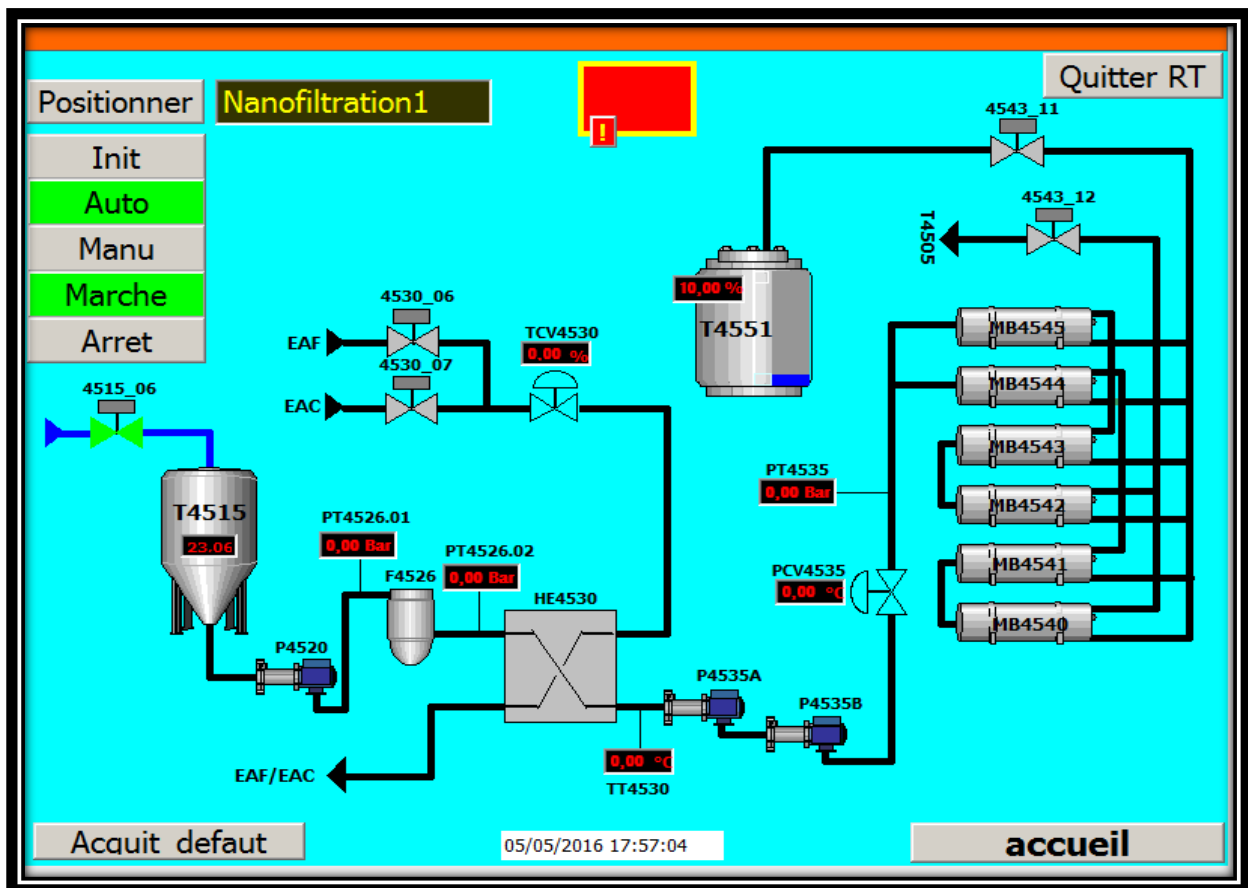 Quitter RT
Positionner
Nanofiltration1
!
Init
Auto
Manu
Marche
Arret
4543_11
4543_12
T4505
4530_06
EAF
4530_07
EAC
TCV4530
0.00 %
10,00 %
T4551
MB4545
MB4544
MB4543
MB4542
MB4541
MB4540
4515_06
T4515
23.06
PT4526.01
0,00 Bar
F4526
PT4526.02
0,00 Bar
PT4535
0,00 Bar
PCV4535
0,00 °C
HE4530
P4520
P4535A
P4535B
EAF/EAC
0,00 °C
TT4530
Acquit defaut
05/05/2016 17:57:04
accueil